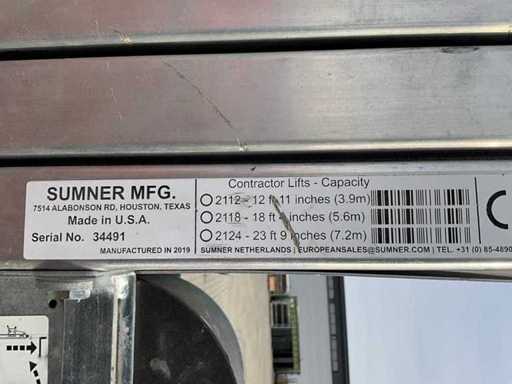 SUMNER MFG.
7514 ALABONSON RD, HOUSTON, TEXAS
Made in U.S.A.
Serial No. 34491
MANUFACTURED IN 2019
Contractor Lifts - Capacity
2112 - 12 ft 11 inches (3.9m)
2118 - 18 ft 4 inches (5.6m)
2124 - 23 ft 9 inches (7.2m)
SUMNER NETHERLANDS | EUROPEANSALES@SUMNER.COM | TEL. +31 (0) 85-4890
C